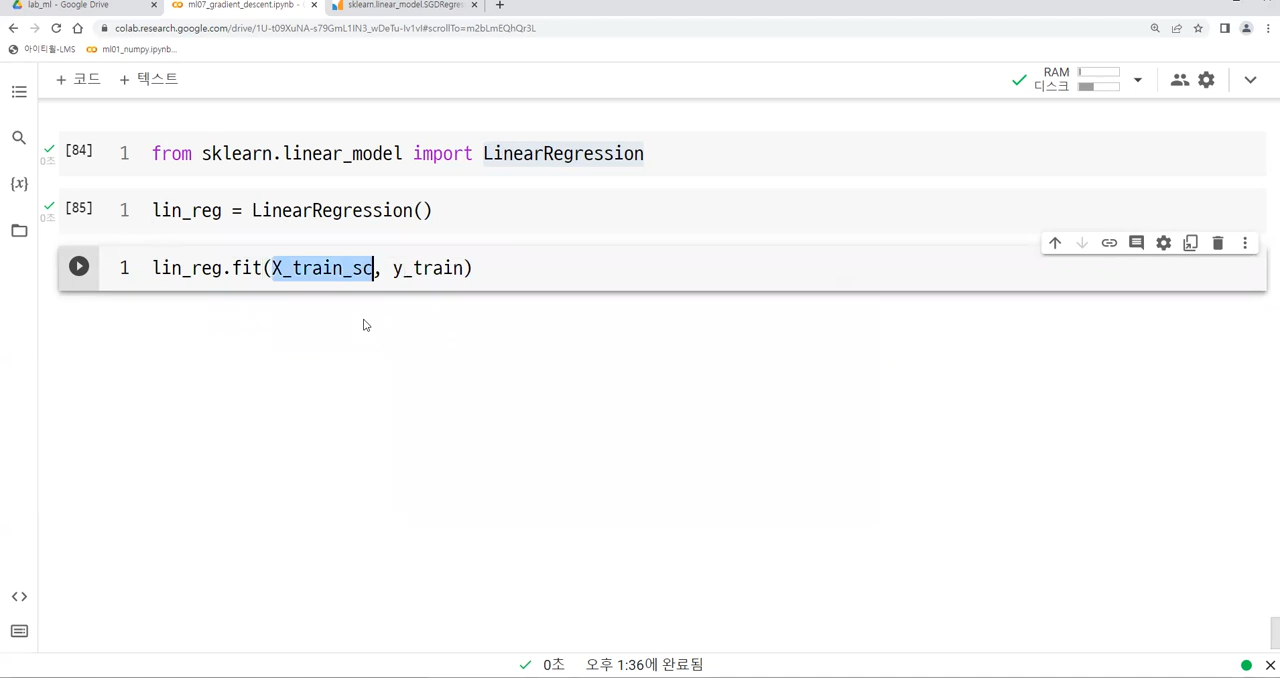 lab_ml - Google Drive
ml07_gradient_descent.ipynb -
sklearn.linear_model.SGDRegres
colab.research.google.com/drive/1U-t09XuNA-s79GmL1IN3_wDeTu-Iv1vI#scrollTo=m2bLmEQhQr3L
아이티윌-LMS
ml01_numpy.ipynb...
+ 코드
+ 텍스트
RAM
디스크
[84]
0초
1 from sklearn.linear_model import LinearRegression
[85]
0초
1 lin_reg = LinearRegression()
1 lin_reg.fit(X_train_sc, y_train)
{x}
0초
오후 1:36에 완료됨